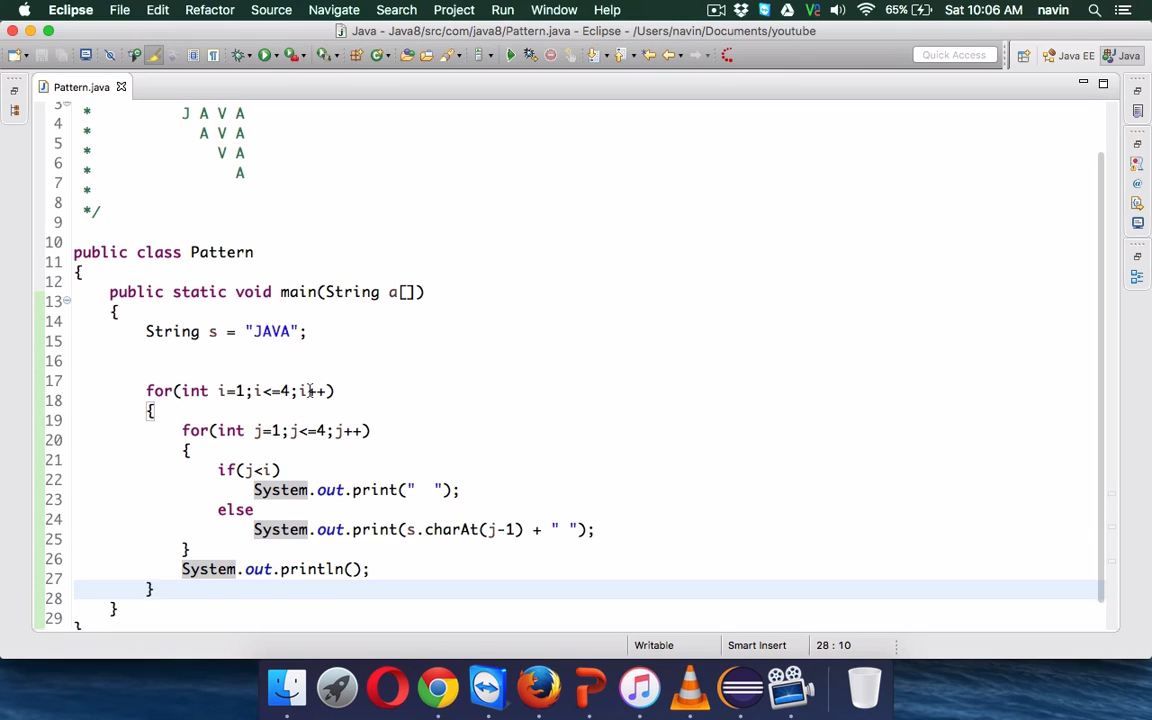 Eclipse File Edit Refactor Source Navigate Search Project Run Window Help 65% Sat 10:06 AM navin
Java - Java8/src/com/java8/Pattern.java - Eclipse - /Users/navin/Documents/youtube
Quick Access Java EE Java
Pattern.java
3
4 * J A V A
5 * A V A
6 * V A
7 * A
8 *
9 */
10
11 public class Pattern
12 {
13 public static void main(String a[])
14 {
15 String s = "JAVA";
16
17
18 for(int i=1;i<=4;i++)
19 {
20 for(int j=1;j<=4;j++)
21 {
22 if(j<i)
23 System.out.print("  ");
24 else
25 System.out.print(s.charAt(j-1) + " ");
26 }
27 System.out.println();
28 }
29 }
}
Writable Smart Insert 28 : 10